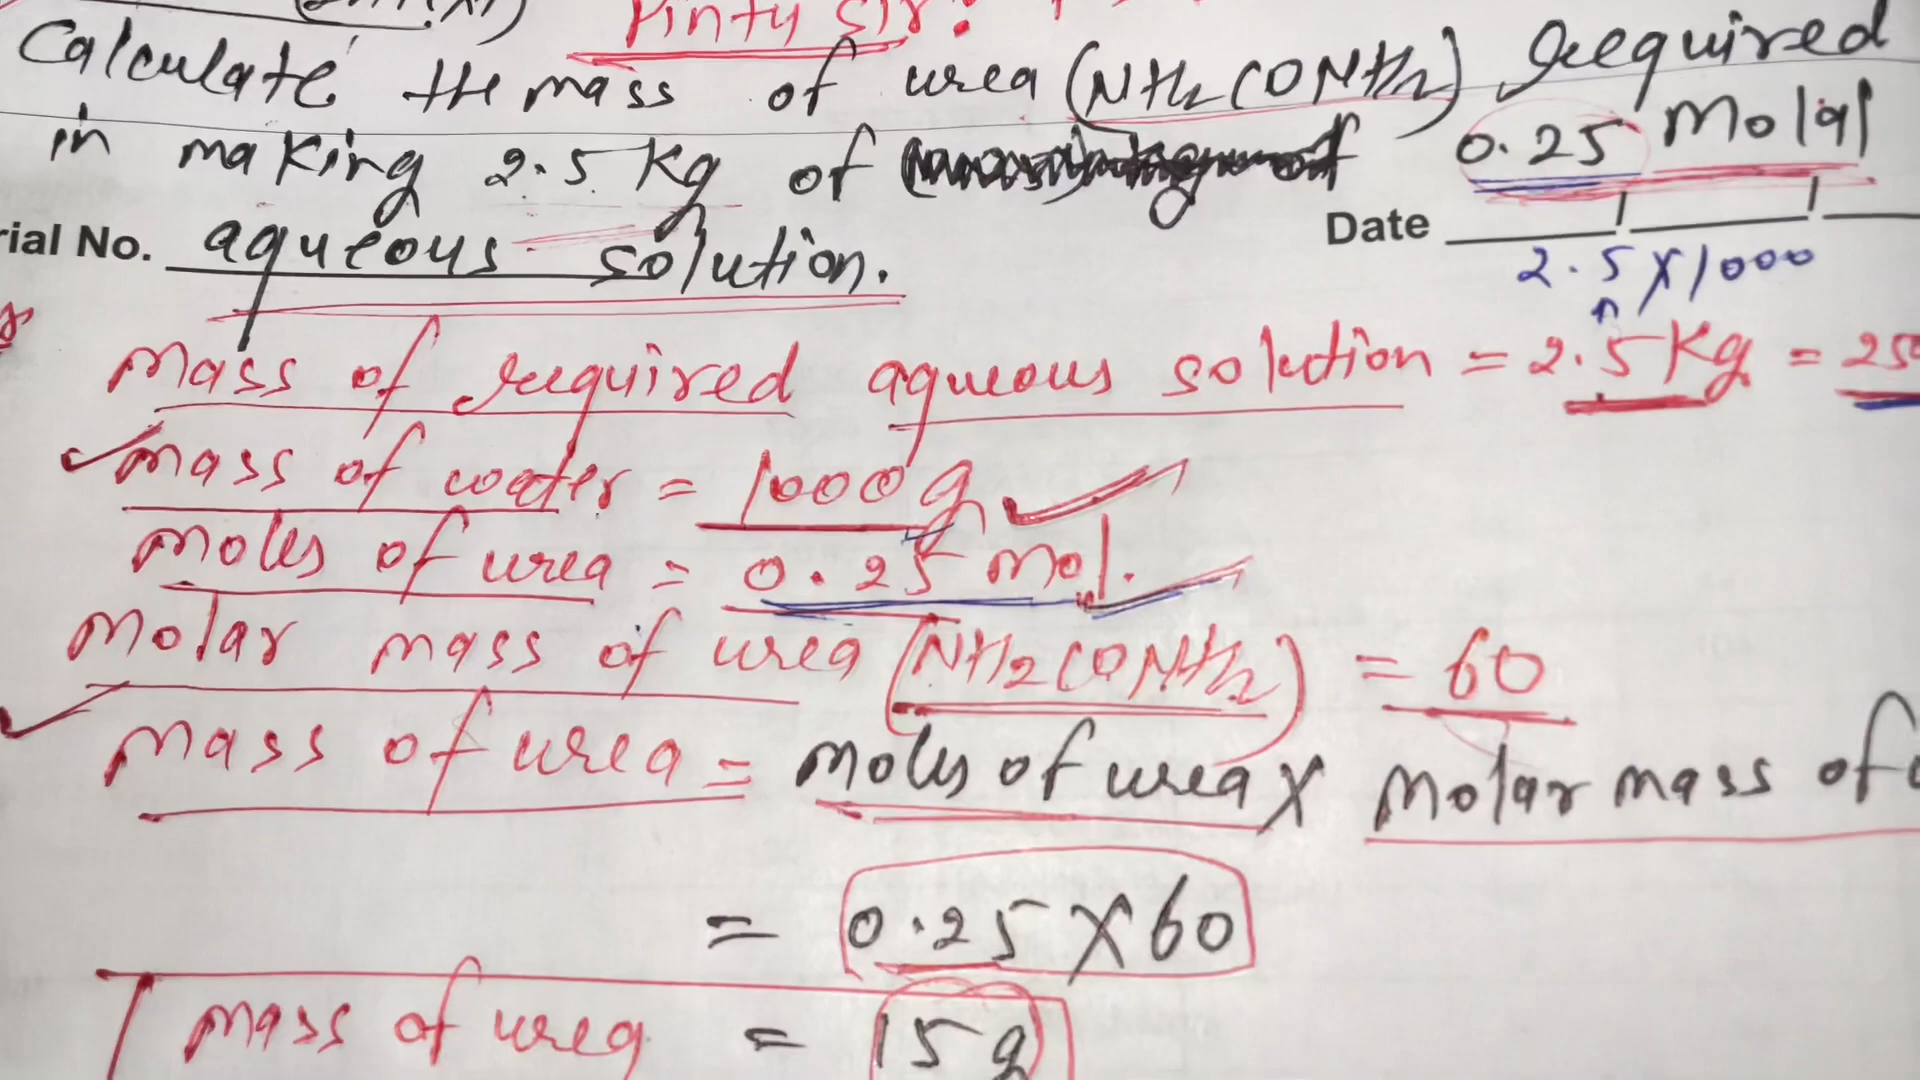 Pinty Sir:
Calculate the mass of urea (NH2CONH2) required
in making 2.5 Kg of 0.25 Molal
rial No. aqueous solution. Date
2.5 X 1000
Mass of required aqueous solution = 2.5 Kg = 250
Mass of water = 1000 g
Moles of urea = 0.25 mol.
Molar mass of urea (NH2CONH2) = 60
Mass of urea = Moles of urea X Molar mass of
= 0.25 X 60
Mass of urea = 15 g